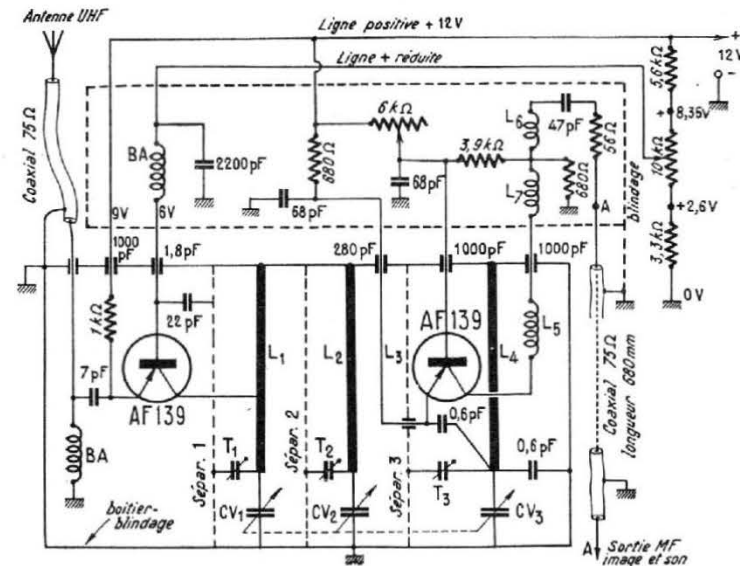 Antenne UHF
Ligne positive + 12V
+
12V
-
Ligne + réduite
5,6kΩ
Coaxial 75Ω
BA
2200pF
680Ω
6kΩ
3,9kΩ
L6
47pF
56Ω
+ 8,35V
10kΩ
68pF
68pF
L7
680Ω
A
blindage
+2,6V
3,3kΩ
0V
9V
6V
1000 pF
1,8pF
280pF
1000pF
1000pF
1kΩ
22pF
L1
L2
L3
AF139
L4
L5
7pF
AF139
Sépar. 1
T1
Sépar. 2
T2
Sépar. 3
0,6pF
T3
0,6pF
Coaxial 75Ω
longueur 680mm
BA
boitier-
blindage
CV1
CV2
CV3
A
Sortie MF
image et son